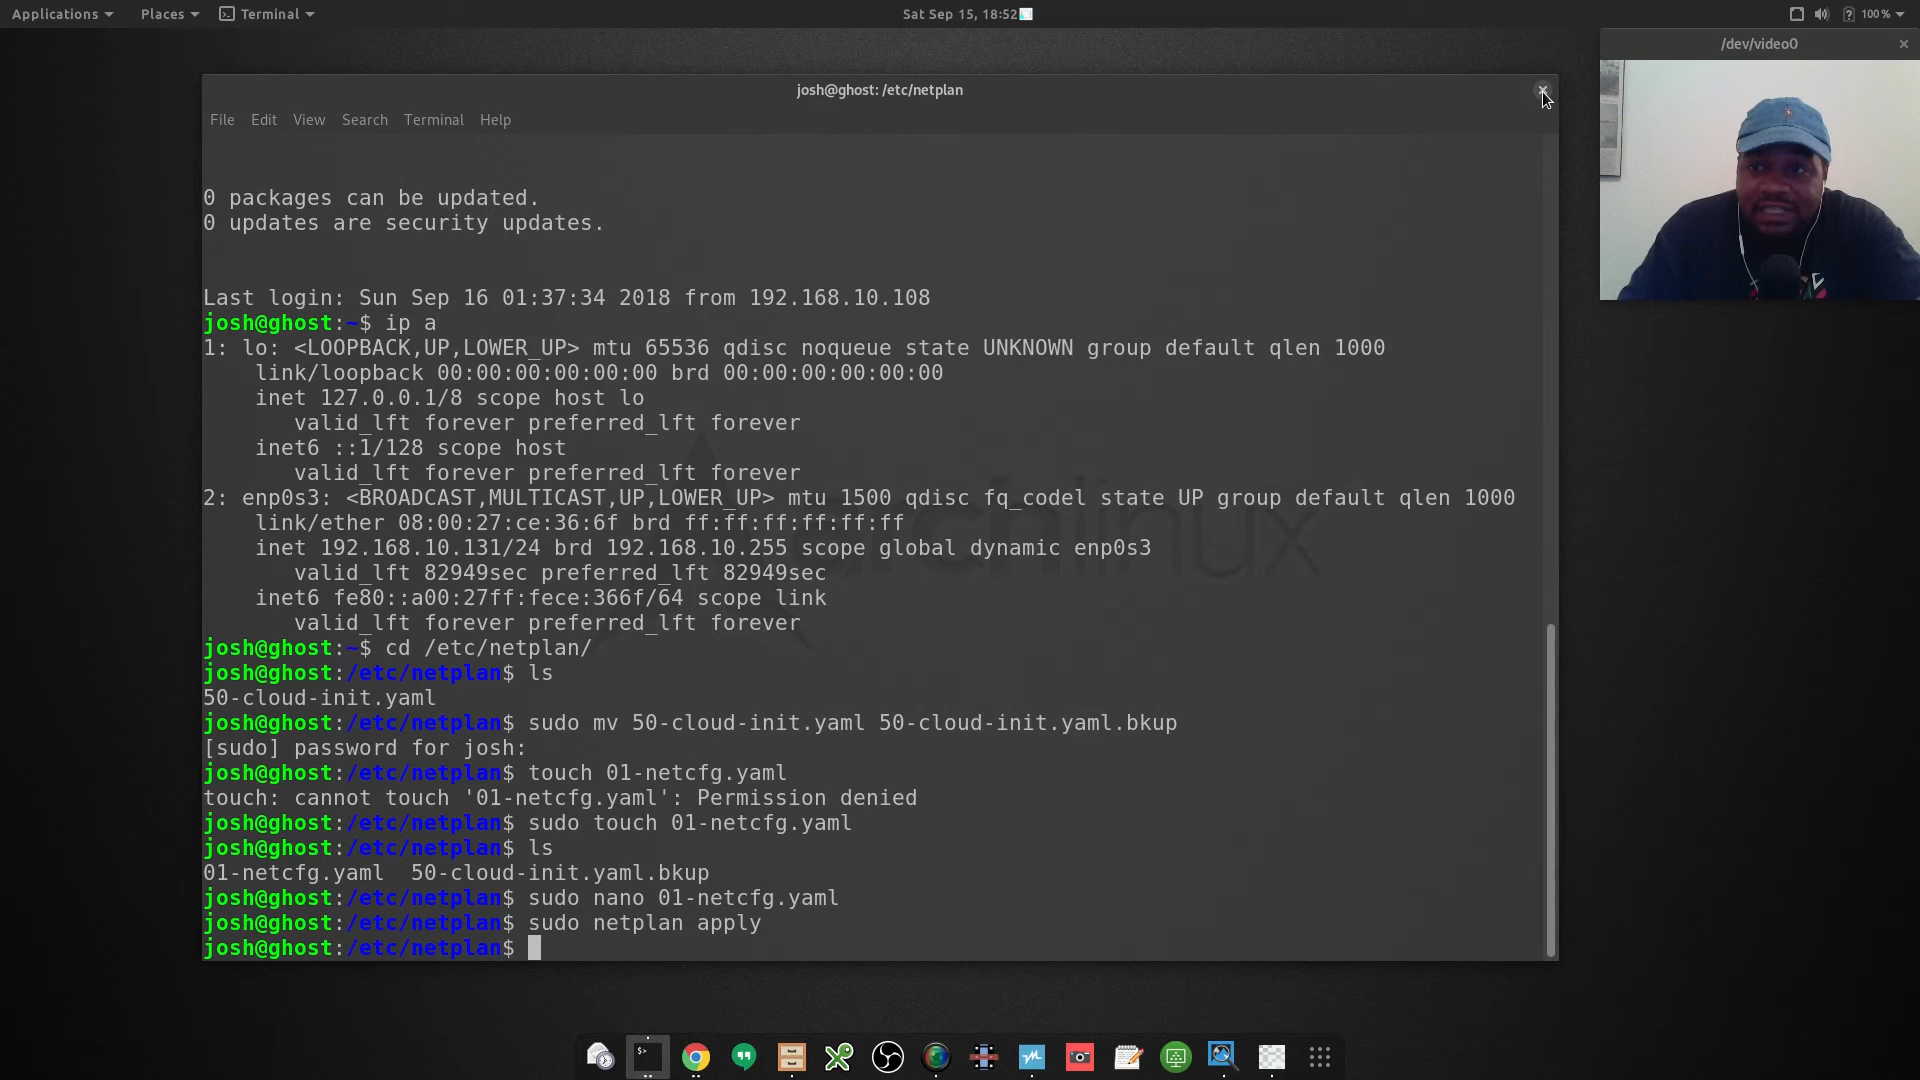 Applications Places Terminal Sat Sep 15, 18:52 100 %
/dev/video0
josh@ghost: /etc/netplan
File Edit View Search Terminal Help
0 packages can be updated.
0 updates are security updates.
Last login: Sun Sep 16 01:37:34 2018 from 192.168.10.108
josh@ghost:~$ ip a
1: lo: <LOOPBACK,UP,LOWER_UP> mtu 65536 qdisc noqueue state UNKNOWN group default qlen 1000
link/loopback 00:00:00:00:00:00 brd 00:00:00:00:00:00
inet 127.0.0.1/8 scope host lo
valid_lft forever preferred_lft forever
inet6 ::1/128 scope host
valid_lft forever preferred_lft forever
2: enp0s3: <BROADCAST,MULTICAST,UP,LOWER_UP> mtu 1500 qdisc fq_codel state UP group default qlen 1000
link/ether 08:00:27:ce:36:6f brd ff:ff:ff:ff:ff:ff
inet 192.168.10.131/24 brd 192.168.10.255 scope global dynamic enp0s3
valid_lft 82949sec preferred_lft 82949sec
inet6 fe80::a00:27ff:fece:366f/64 scope link
valid_lft forever preferred_lft forever
josh@ghost:~$ cd /etc/netplan/
josh@ghost:/etc/netplan$ ls
50-cloud-init.yaml
josh@ghost:/etc/netplan$ sudo mv 50-cloud-init.yaml 50-cloud-init.yaml.bkup
[sudo] password for josh:
josh@ghost:/etc/netplan$ touch 01-netcfg.yaml
touch: cannot touch '01-netcfg.yaml': Permission denied
josh@ghost:/etc/netplan$ sudo touch 01-netcfg.yaml
josh@ghost:/etc/netplan$ ls
01-netcfg.yaml  50-cloud-init.yaml.bkup
josh@ghost:/etc/netplan$ sudo nano 01-netcfg.yaml
josh@ghost:/etc/netplan$ sudo netplan apply
josh@ghost:/etc/netplan$
archlinux